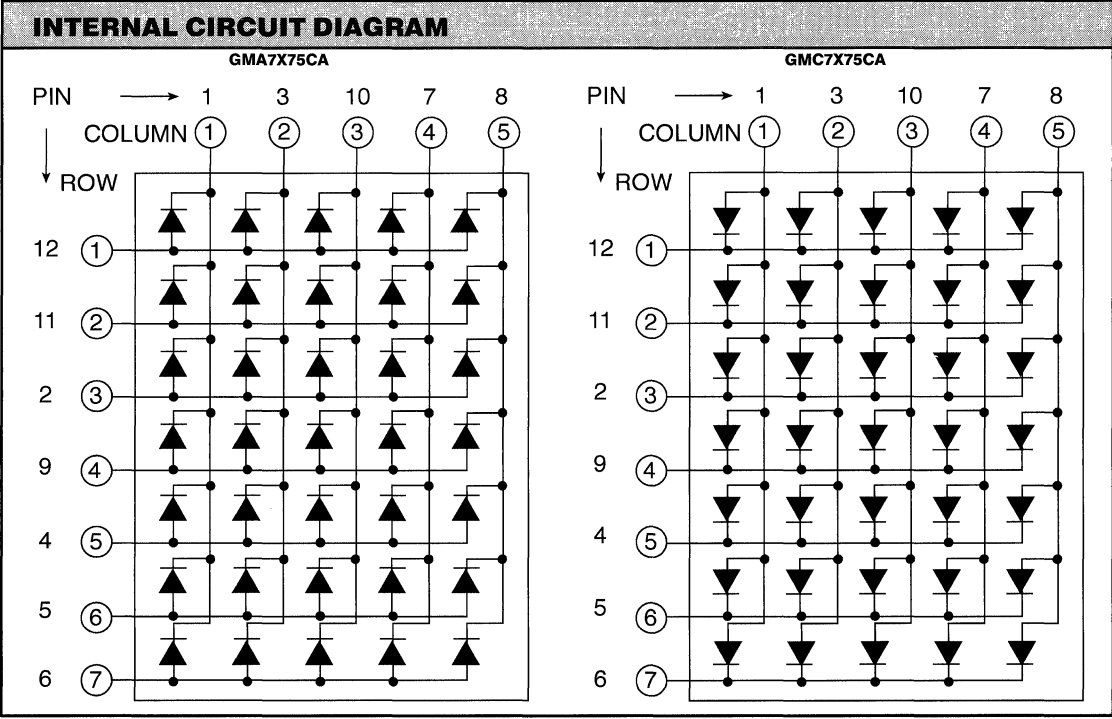 INTERNAL CIRCUIT DIAGRAM
GMA7X75CA
PIN 1 3 10 7 8
COLUMN 1 2 3 4 5
ROW
12 1
11 2
2 3
9 4
4 5
5 6
6 7
GMC7X75CA
PIN 1 3 10 7 8
COLUMN 1 2 3 4 5
ROW
12 1
11 2
2 3
9 4
4 5
5 6
6 7